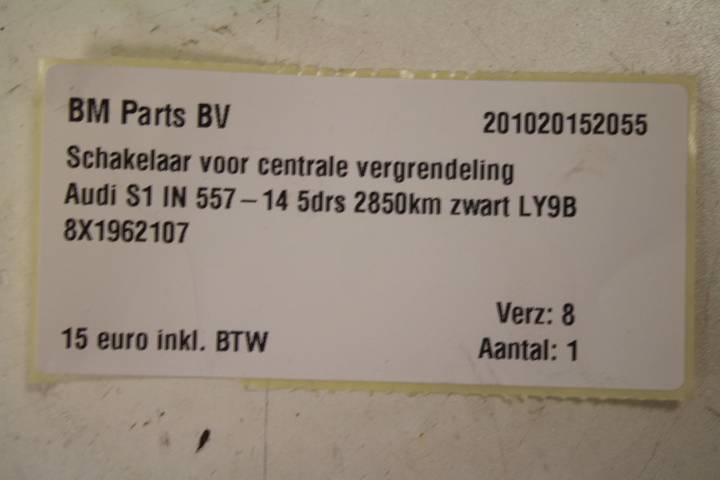 BM Parts BV 201020152055
Schakelaar voor centrale vergrendeling
Audi S1 IN 557-14 5drs 2850km zwart LY9B
8X1962107
Verz: 8
15 euro inkl. BTW Aantal: 1